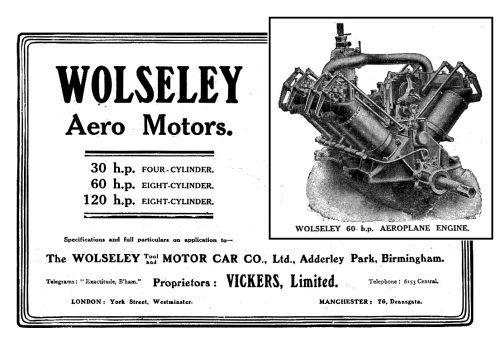 WOLSELEY
Aero Motors.
30 h.p. FOUR-CYLINDER.
60 h.p. EIGHT-CYLINDER.
120 h.p. EIGHT-CYLINDER.
WOLSELEY 60-h.p. AEROPLANE ENGINE.
Specifications and full particulars on application to—
The WOLSELEY Tool and MOTOR CAR CO., Ltd., Adderley Park, Birmingham.
Telegrams: "Exactitude, B'ham." Proprietors: VICKERS, Limited. Telephone: 6153 Central.
LONDON: York Street, Westminster. MANCHESTER: 76, Deansgate.